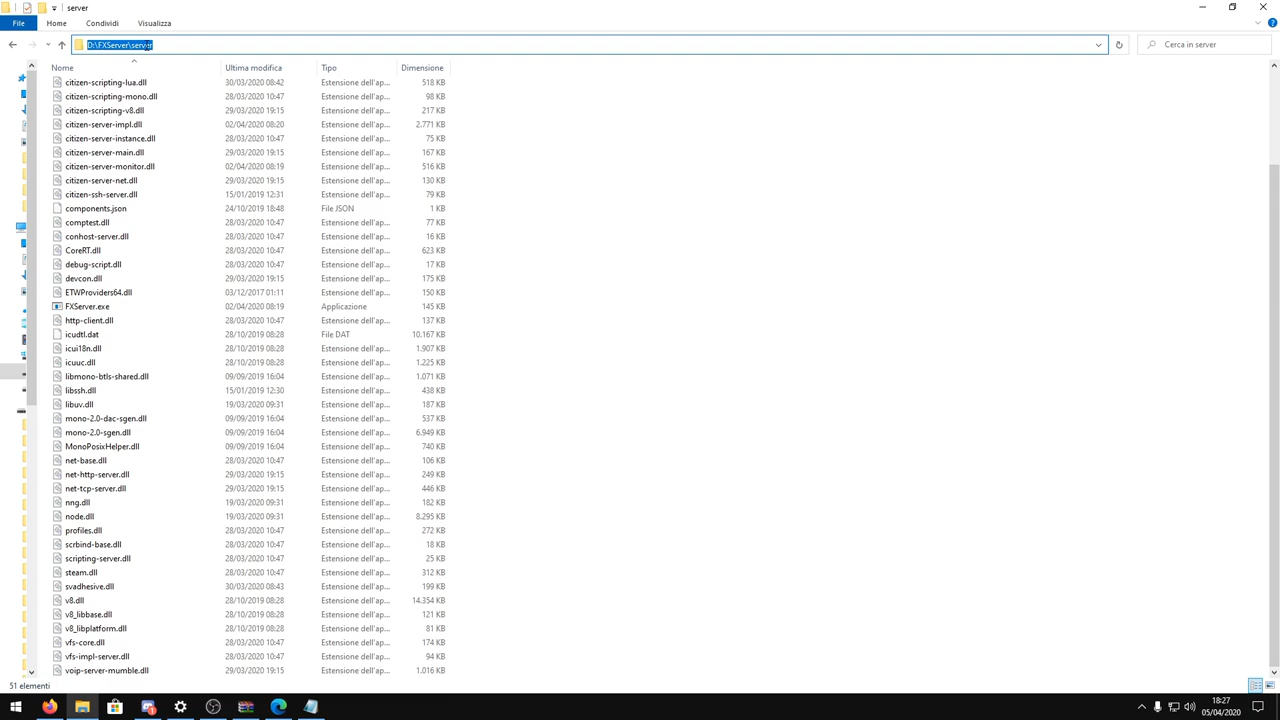 server
File Home Condividi Visualizza
D:\FXServer\server Cerca in server
Nome Ultima modifica Tipo Dimensione
citizen-scripting-lua.dll 30/03/2020 08:42 Estensione dell'ap... 518 KB
citizen-scripting-mono.dll 28/03/2020 10:47 Estensione dell'ap... 98 KB
citizen-scripting-v8.dll 29/03/2020 19:15 Estensione dell'ap... 217 KB
citizen-server-impl.dll 02/04/2020 08:20 Estensione dell'ap... 2.771 KB
citizen-server-instance.dll 28/03/2020 10:47 Estensione dell'ap... 75 KB
citizen-server-main.dll 29/03/2020 19:15 Estensione dell'ap... 167 KB
citizen-server-monitor.dll 02/04/2020 08:19 Estensione dell'ap... 516 KB
citizen-server-net.dll 29/03/2020 19:15 Estensione dell'ap... 130 KB
citizen-ssh-server.dll 15/01/2019 12:31 Estensione dell'ap... 79 KB
components.json 24/10/2019 18:48 File JSON 1 KB
comptest.dll 28/03/2020 10:47 Estensione dell'ap... 77 KB
conhost-server.dll 28/03/2020 10:47 Estensione dell'ap... 16 KB
CoreRT.dll 28/03/2020 10:47 Estensione dell'ap... 623 KB
debug-script.dll 28/03/2020 10:47 Estensione dell'ap... 17 KB
devcon.dll 29/03/2020 19:15 Estensione dell'ap... 175 KB
ETWProviders64.dll 03/12/2017 01:11 Estensione dell'ap... 150 KB
FXServer.exe 02/04/2020 08:19 Applicazione 145 KB
http-client.dll 28/03/2020 10:47 Estensione dell'ap... 137 KB
icudtl.dat 28/10/2019 08:28 File DAT 10.167 KB
icui18n.dll 28/10/2019 08:28 Estensione dell'ap... 1.907 KB
icuuc.dll 28/10/2019 08:28 Estensione dell'ap... 1.225 KB
libmono-btls-shared.dll 09/09/2019 16:04 Estensione dell'ap... 1.071 KB
libssh.dll 15/01/2019 12:30 Estensione dell'ap... 438 KB
libuv.dll 19/03/2020 09:31 Estensione dell'ap... 187 KB
mono-2.0-dac-sgen.dll 09/09/2019 16:04 Estensione dell'ap... 537 KB
mono-2.0-sgen.dll 09/09/2019 16:04 Estensione dell'ap... 6.949 KB
MonoPosixHelper.dll 09/09/2019 16:04 Estensione dell'ap... 740 KB
net-base.dll 28/03/2020 10:47 Estensione dell'ap... 106 KB
net-http-server.dll 29/03/2020 19:15 Estensione dell'ap... 249 KB
net-tcp-server.dll 29/03/2020 19:15 Estensione dell'ap... 446 KB
nng.dll 19/03/2020 09:31 Estensione dell'ap... 182 KB
node.dll 19/03/2020 09:31 Estensione dell'ap... 8.295 KB
profiles.dll 28/03/2020 10:47 Estensione dell'ap... 272 KB
scrbind-base.dll 28/03/2020 10:47 Estensione dell'ap... 18 KB
scripting-server.dll 28/03/2020 10:47 Estensione dell'ap... 25 KB
steam.dll 28/03/2020 10:47 Estensione dell'ap... 312 KB
svadhesive.dll 30/03/2020 08:43 Estensione dell'ap... 199 KB
v8.dll 28/10/2019 08:28 Estensione dell'ap... 14.354 KB
v8_libbase.dll 28/10/2019 08:28 Estensione dell'ap... 121 KB
v8_libplatform.dll 28/10/2019 08:28 Estensione dell'ap... 81 KB
vfs-core.dll 28/03/2020 10:47 Estensione dell'ap... 174 KB
vfs-impl-server.dll 28/03/2020 10:47 Estensione dell'ap... 94 KB
voip-server-mumble.dll 29/03/2020 19:15 Estensione dell'ap... 1.016 KB
51 elementi
18:27
05/04/2020